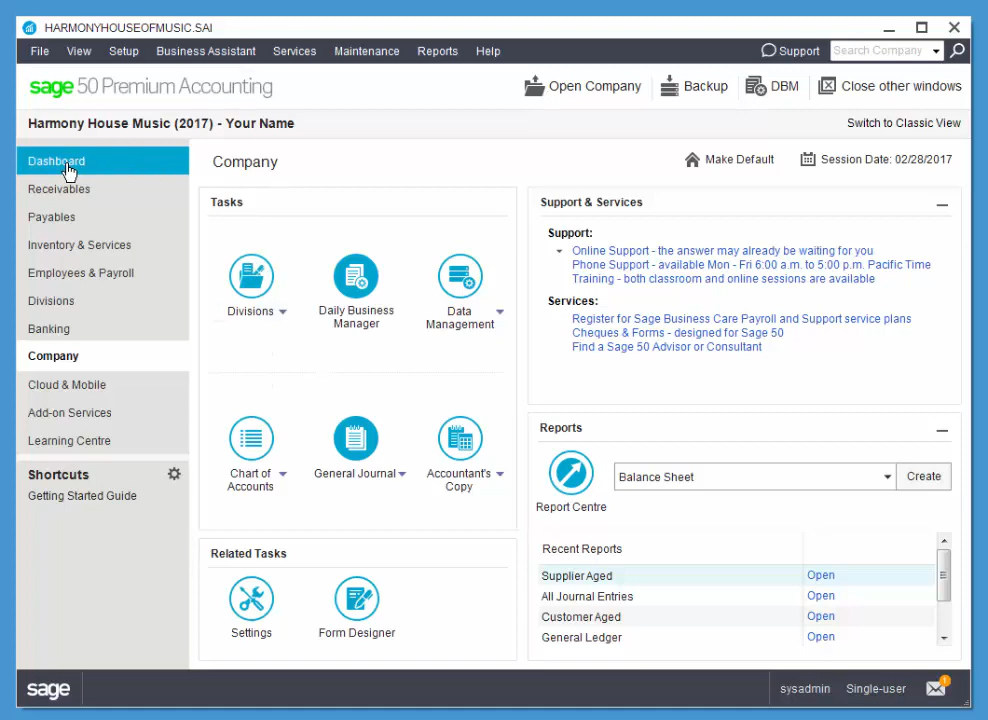 HARMONYHOUSEOFMUSIC.SAI
File View Setup Business Assistant Services Maintenance Reports Help Support Search Company
sage 50 Premium Accounting Open Company Backup DBM Close other windows
Harmony House Music (2017) - Your Name Switch to Classic View
Dashboard
Receivables
Payables
Inventory & Services
Employees & Payroll
Divisions
Banking
Company
Cloud & Mobile
Add-on Services
Learning Centre
Shortcuts
Getting Started Guide
Company Make Default Session Date: 02/28/2017
Tasks
Divisions
Daily Business
Manager
Data
Management
Chart of
Accounts
General Journal
Accountant's
Copy
Related Tasks
Settings
Form Designer
Support & Services
Support:
Online Support - the answer may already be waiting for you
Phone Support - available Mon - Fri 6:00 a.m. to 5:00 p.m. Pacific Time
Training - both classroom and online sessions are available
Services:
Register for Sage Business Care Payroll and Support service plans
Cheques & Forms - designed for Sage 50
Find a Sage 50 Advisor or Consultant
Reports
Report Centre
Balance Sheet Create
Recent Reports
Supplier Aged Open
All Journal Entries Open
Customer Aged Open
General Ledger Open
sage sysadmin Single-user 1